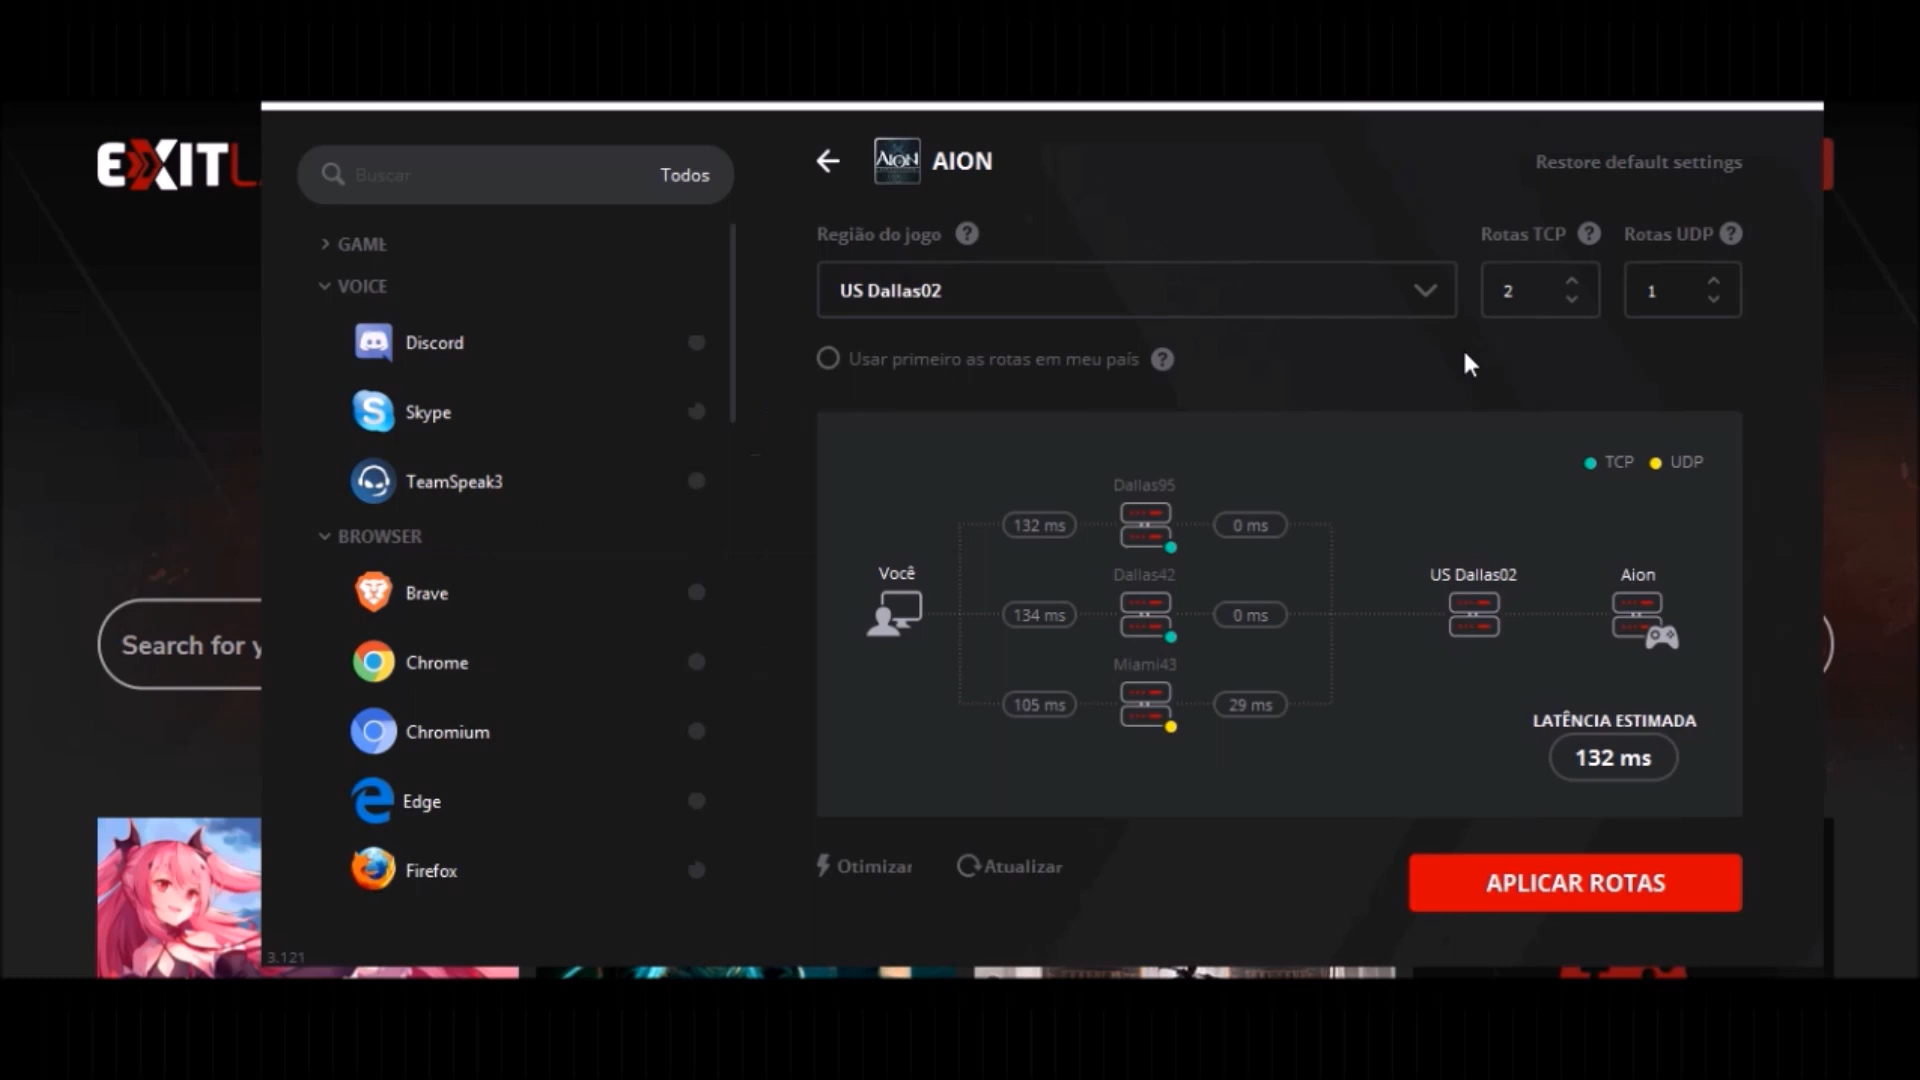 EXITL
Buscar
Todos
GAME
VOICE
Discord
Skype
TeamSpeak3
BROWSER
Brave
Chrome
Chromium
Edge
Firefox
3.121
Search for y
AION
AION
Restore default settings
Região do jogo ?
Rotas TCP ?
Rotas UDP ?
US Dallas02
2
1
Usar primeiro as rotas em meu país ?
TCP
UDP
Dallas95
132 ms
0 ms
Você
Dallas42
US Dallas02
Aion
134 ms
0 ms
Miami43
105 ms
29 ms
LATÊNCIA ESTIMADA
132 ms
Otimizar
Atualizar
APLICAR ROTAS